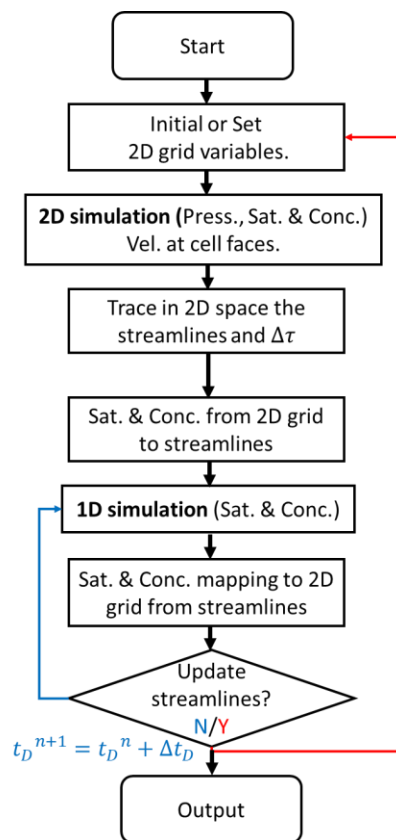 Start
Initial or Set
2D grid variables.
2D simulation (Press., Sat. & Conc.)
Vel. at cell faces.
Trace in 2D space the
streamlines and Δτ
Sat. & Conc. from 2D grid
to streamlines
1D simulation (Sat. & Conc.)
Sat. & Conc. mapping to 2D
grid from streamlines
Update
streamlines?
N/Y
t_D^{n+1} = t_D^n + Δt_D
Output